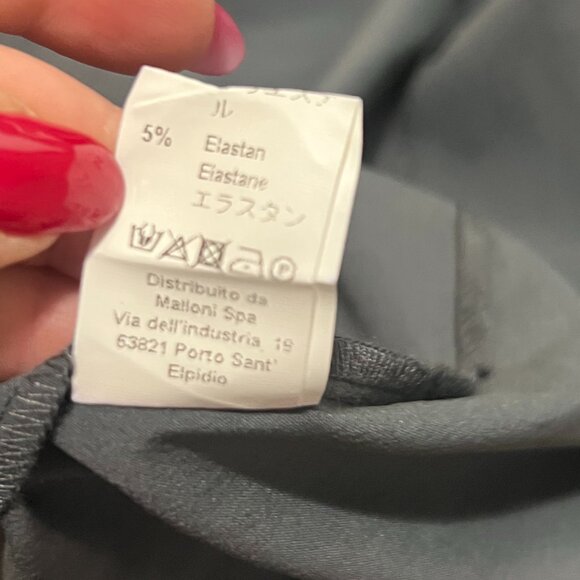 ル
5% Elastan
Elastane
エラスタン
P
Distribuito da
Malloni Spa
Via dell'industria, 19
63821 Porto Sant'
Elpidio